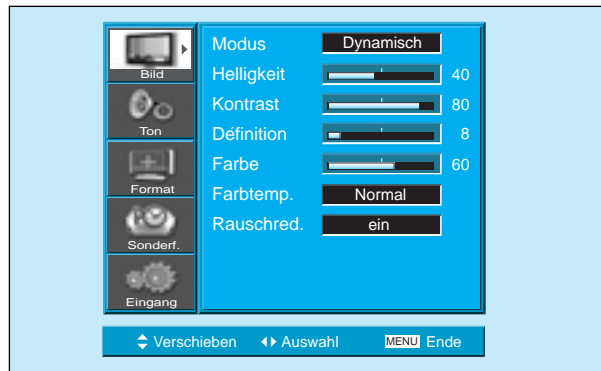 Bild
Ton
Format
Sonderf.
Eingang
Modus Dynamisch
Helligkeit 40
Kontrast 80
Définition 8
Farbe 60
Farbtemp. Normal
Rauschred. ein
Verschieben Auswahl MENU Ende